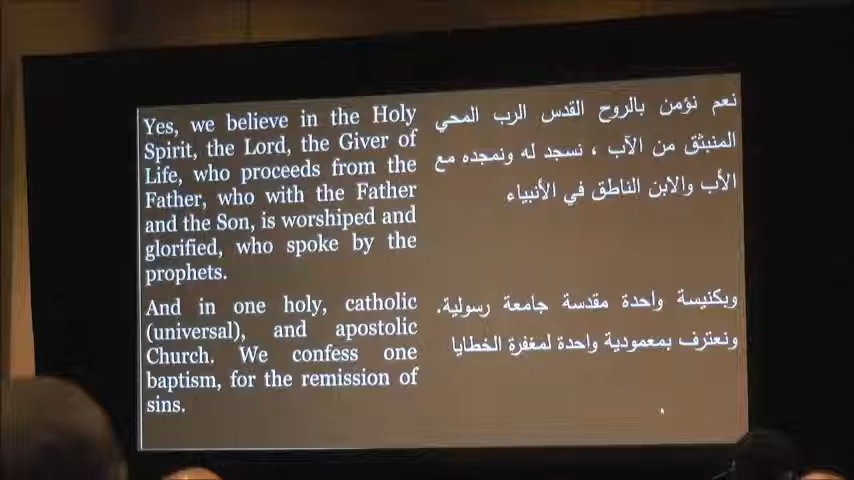 Yes, we believe in the Holy
Spirit, the Lord, the Giver of
Life, who proceeds from the
Father, who with the Father
and the Son, is worshiped and
glorified, who spoke by the
prophets.
And in one holy, catholic
(universal), and apostolic
Church. We confess one
baptism, for the remission of
sins.
نعم نؤمن بالروح القدس الرب المحي
المنبثق من الآب ، نسجد له ونمجده مع
الأب والابن الناطق في الأنبياء
وبكنيسة واحدة مقدسة جامعة رسولية.
ونعترف بمعمودية واحدة لمغفرة الخطايا